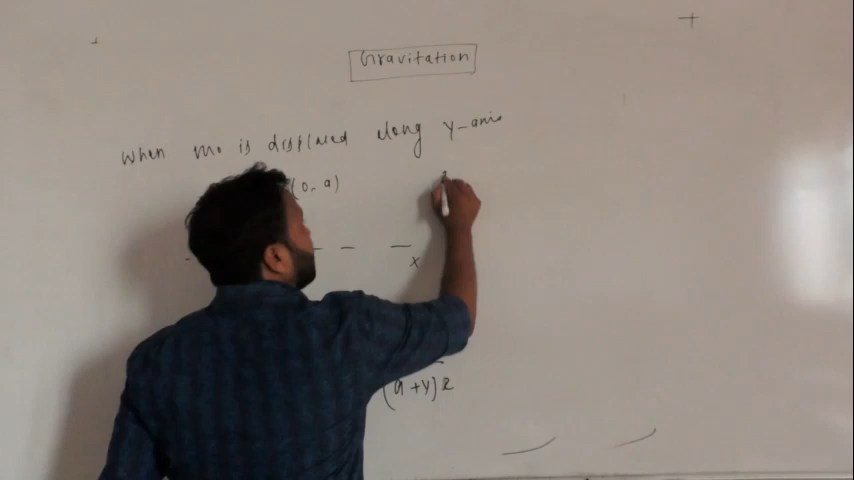 Gravitation
When mo is displaced along Y-axis
(0, a)
X
(a+Y)2